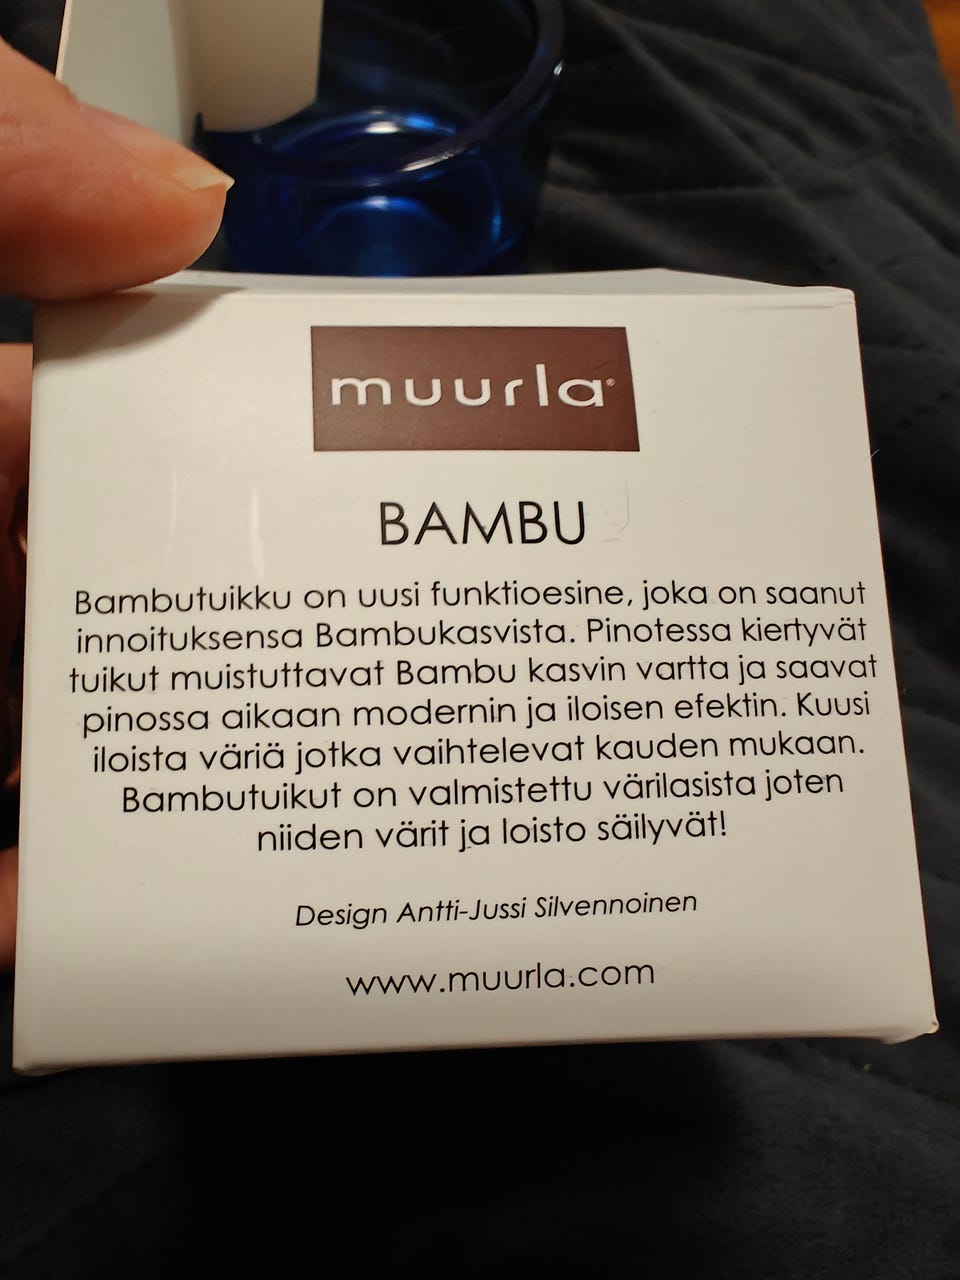 muurla®
BAMBU
Bambutuikku on uusi funktioesine, joka on saanut
innoituksensa Bambukasvista. Pinotessa kiertyvät
tuikut muistuttavat Bambu kasvin vartta ja saavat
pinossa aikaan modernin ja iloisen efektin. Kuusi
iloista väriä jotka vaihtelevat kauden mukaan.
Bambutuikut on valmistettu värilasista joten
niiden värit ja loisto säilyvät!
Design Antti-Jussi Silvennoinen
www.muurla.com